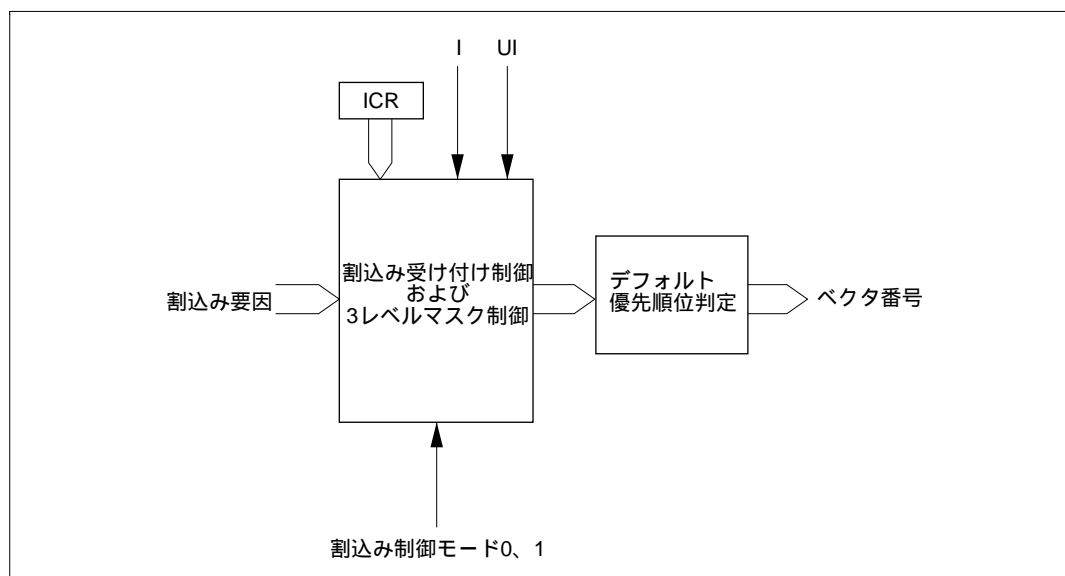 I UI
ICR
割込み要因
割込み受け付け制御
および
3レベルマスク制御
デフォルト
優先順位判定
ベクタ番号
割込み制御モード0、1